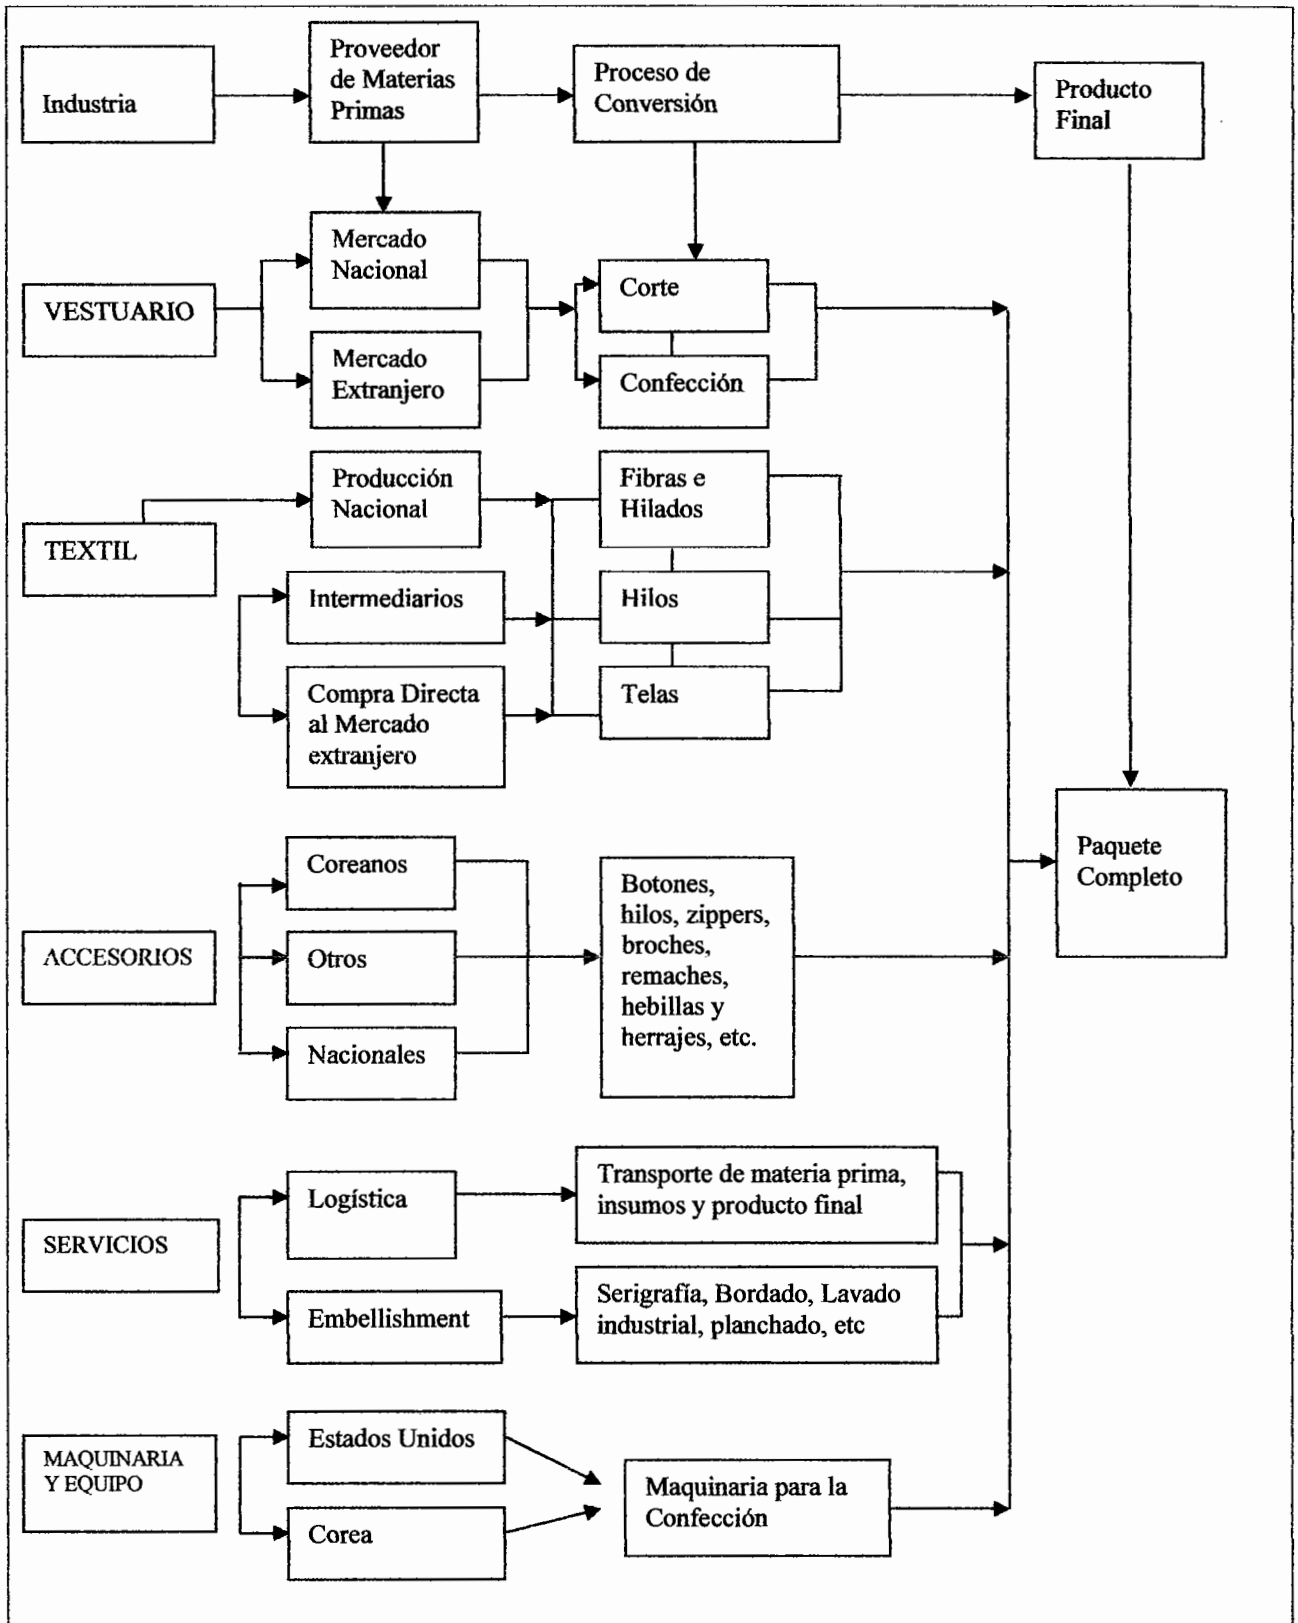 Industria
Proveedor
de Materias
Primas
Proceso de
Conversión
Producto
Final
VESTUARIO
Mercado
Nacional
Mercado
Extranjero
Corte
Confección
TEXTIL
Producción
Nacional
Intermediarios
Compra Directa
al Mercado
extranjero
Fibras e
Hilados
Hilos
Telas
Paquete
Completo
ACCESORIOS
Coreanos
Otros
Nacionales
Botones,
hilos, zippers,
broches,
remaches,
hebillas y
herrajes, etc.
SERVICIOS
Logística
Embellishment
Transporte de materia prima,
insumos y producto final
Serigrafía, Bordado, Lavado
industrial, planchado, etc
MAQUINARIA
Y EQUIPO
Estados Unidos
Corea
Maquinaria para la
Confección